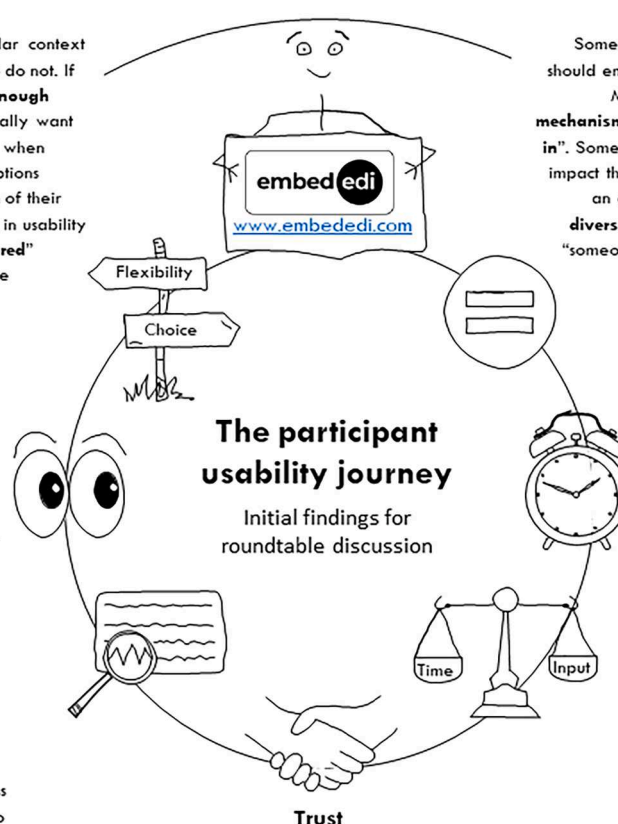 lar context
do not. If
nough
ally want
when
ptions
of their
in usability
red"
e
Some
should en
M
mechanism
in". Some
impact th
an
divers
"someo
embed edi
www.embededi.com
Flexibility
Choice
The participant
usability journey
Initial findings for
roundtable discussion
Time
Input
Trust